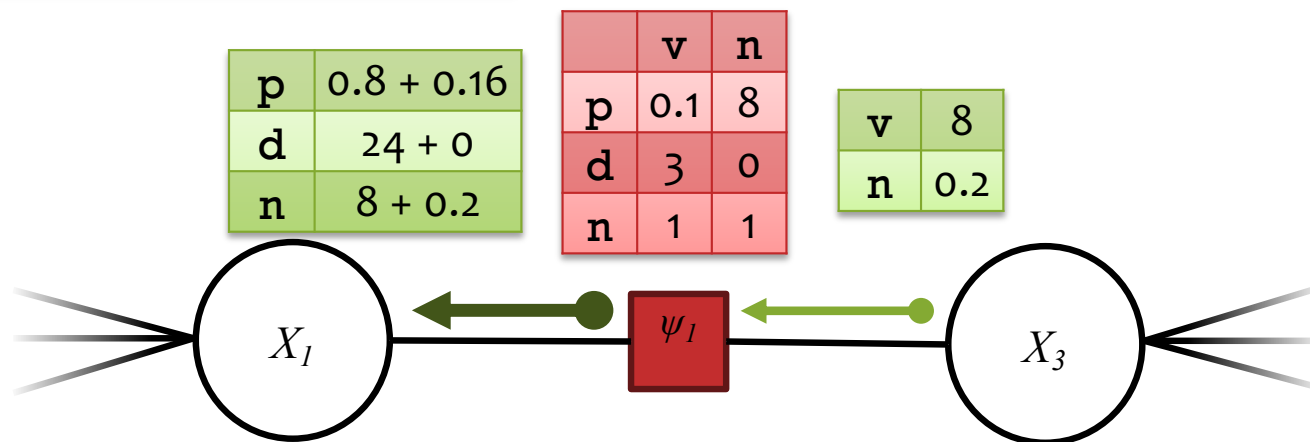 v n
p 0.8 + 0.16
d 24 + 0
n 8 + 0.2
p 0.1 8
d 3 0
n 1 1
v 8
n 0.2
X1
ψ1
X3